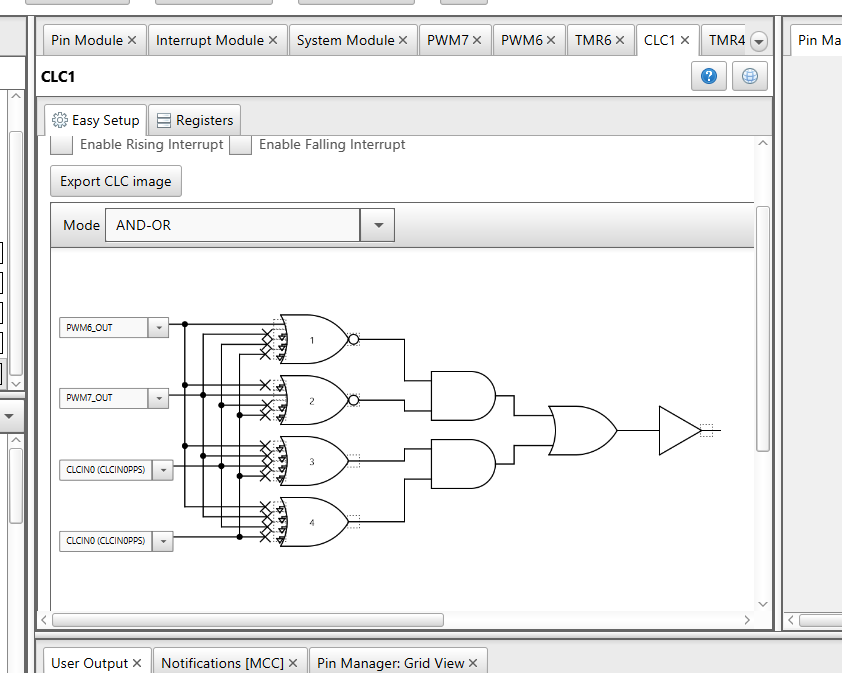 Pin Module Interrupt Module System Module PWM7 PWM6 TMR6 CLC1 TMR4 Pin Ma
CLC1
Easy Setup Registers
Enable Rising Interrupt Enable Falling Interrupt
Export CLC image
Mode AND-OR
PWM6_OUT
1
PWM7_OUT
2
CLCIN0 (CLCIN0PPS)
3
4
CLCIN0 (CLCIN0PPS)
User Output Notifications [MCC] Pin Manager: Grid View